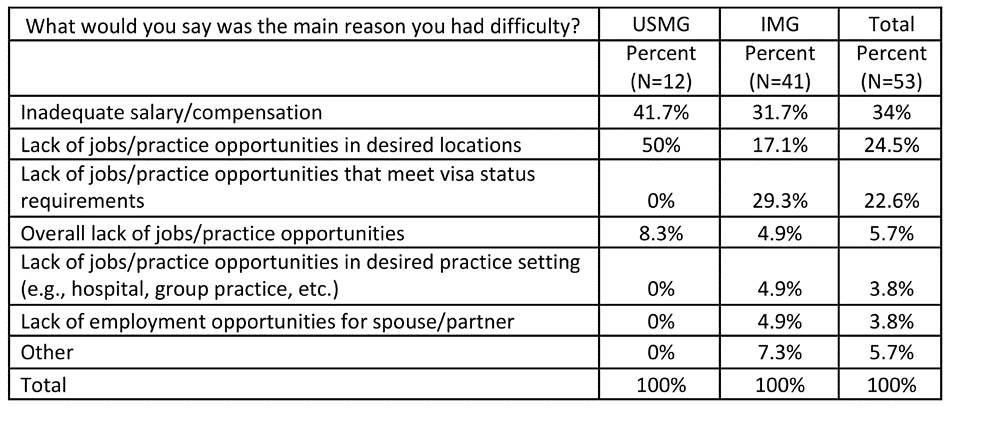 What would you say was the main reason you had difficulty? USMG IMG Total
Percent Percent Percent
(N=12) (N=41) (N=53)
Inadequate salary/compensation 41.7% 31.7% 34%
Lack of jobs/practice opportunities in desired locations 50% 17.1% 24.5%
Lack of jobs/practice opportunities that meet visa status
requirements 0% 29.3% 22.6%
Overall lack of jobs/practice opportunities 8.3% 4.9% 5.7%
Lack of jobs/practice opportunities in desired practice setting
(e.g., hospital, group practice, etc.) 0% 4.9% 3.8%
Lack of employment opportunities for spouse/partner 0% 4.9% 3.8%
Other 0% 7.3% 5.7%
Total 100% 100% 100%